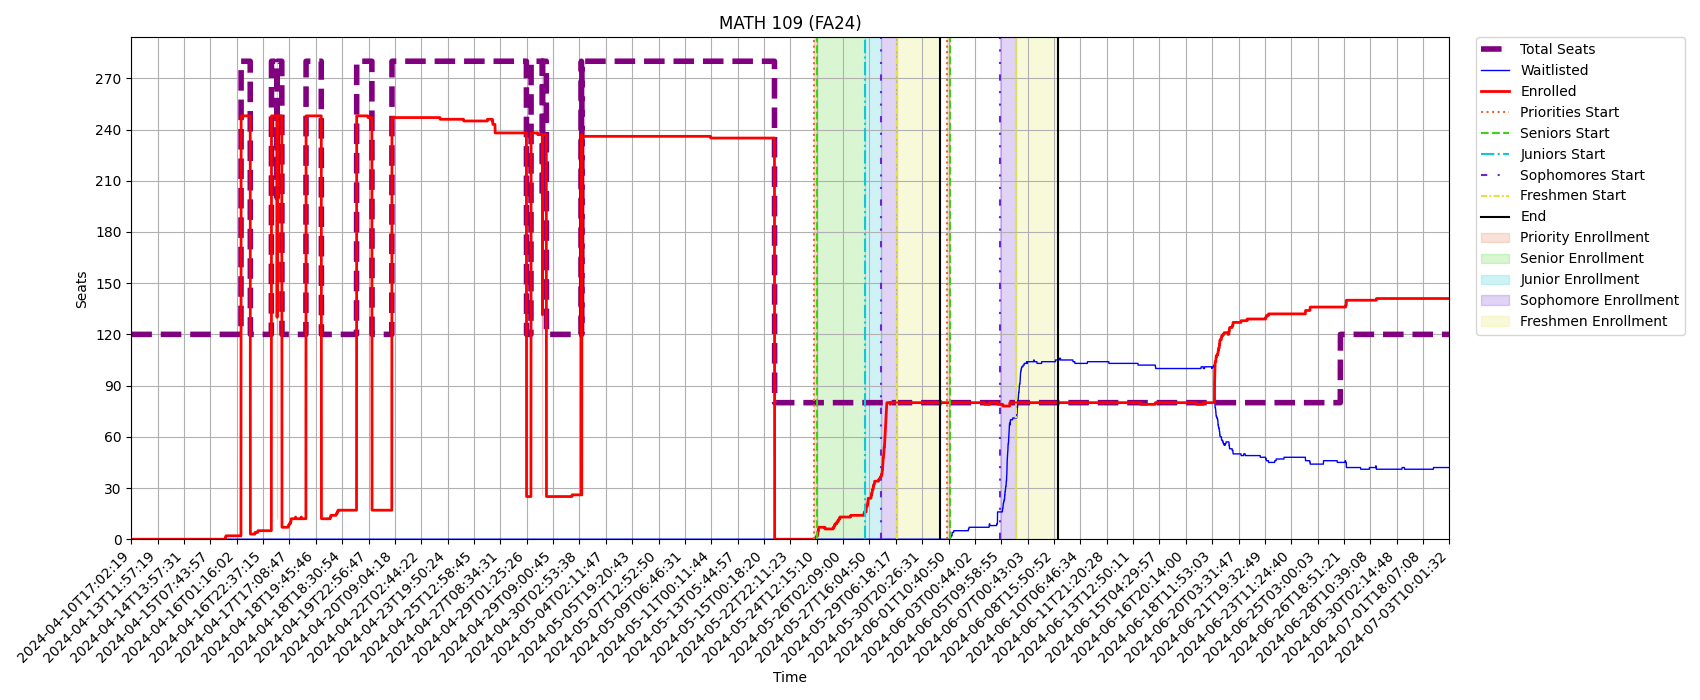 MATH 109 (FA24)
Seats
270
240
210
180
150
120
90
60
30
0
2024-04-10T17:02:19
2024-04-13T11:57:19
2024-04-14T13:57:31
2024-04-15T07:43:57
2024-04-16T01:16:02
2024-04-16T22:37:15
2024-04-17T17:08:47
2024-04-18T19:45:46
2024-04-18T18:30:54
2024-04-19T22:56:47
2024-04-20T09:04:18
2024-04-22T02:44:22
2024-04-23T19:50:24
2024-04-25T12:58:45
2024-04-27T08:34:31
2024-04-29T01:25:26
2024-04-29T09:00:45
2024-04-30T02:53:38
2024-05-04T02:11:47
2024-05-05T19:20:43
2024-05-07T12:52:50
2024-05-09T06:46:31
2024-05-11T00:11:44
2024-05-13T05:44:57
2024-05-15T00:18:20
2024-05-22T22:11:23
2024-05-24T12:15:10
2024-05-26T02:09:00
2024-05-27T16:04:50
2024-05-29T06:18:17
2024-05-30T20:26:31
2024-06-01T10:40:50
2024-06-03T00:44:02
2024-06-05T09:58:55
2024-06-07T00:43:03
2024-06-08T15:50:52
2024-06-10T06:46:34
2024-06-11T21:20:28
2024-06-13T12:50:11
2024-06-15T04:29:57
2024-06-16T20:14:00
2024-06-18T11:53:03
2024-06-20T03:31:47
2024-06-21T19:32:49
2024-06-23T11:24:40
2024-06-25T03:00:03
2024-06-26T18:51:21
2024-06-28T10:39:08
2024-06-30T02:14:48
2024-07-01T18:07:08
2024-07-03T10:01:32
Time
Total Seats
Waitlisted
Enrolled
Priorities Start
Seniors Start
Juniors Start
Sophomores Start
Freshmen Start
End
Priority Enrollment
Senior Enrollment
Junior Enrollment
Sophomore Enrollment
Freshmen Enrollment